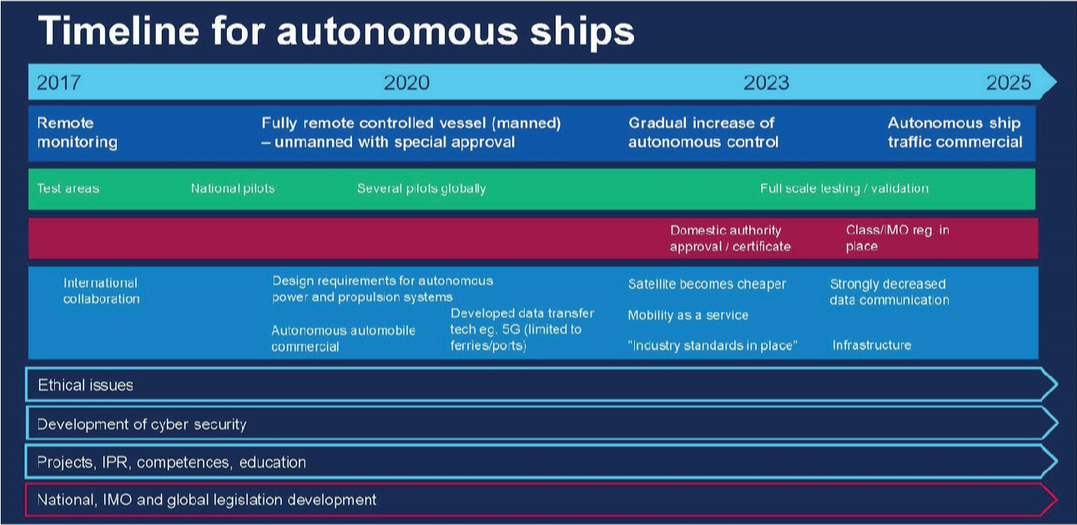 Timeline for autonomous ships
2017 2020 2023 2025
Remote
monitoring
Fully remote controlled vessel (manned)
– unmanned with special approval
Gradual increase of
autonomous control
Autonomous ship
traffic commercial
Test areas National pilots Several pilots globally Full scale testing / validation
Domestic authority
approval / certificate
Class/IMO reg. in
place
International
collaboration
Design requirements for autonomous
power and propulsion systems
Autonomous automobile
commercial
Developed data transfer
tech eg. 5G (limited to
ferries/ports)
Satellite becomes cheaper
Mobility as a service
"Industry standards in place"
Strongly decreased
data communication
Infrastructure
Ethical issues
Development of cyber security
Projects, IPR, competences, education
National, IMO and global legislation development